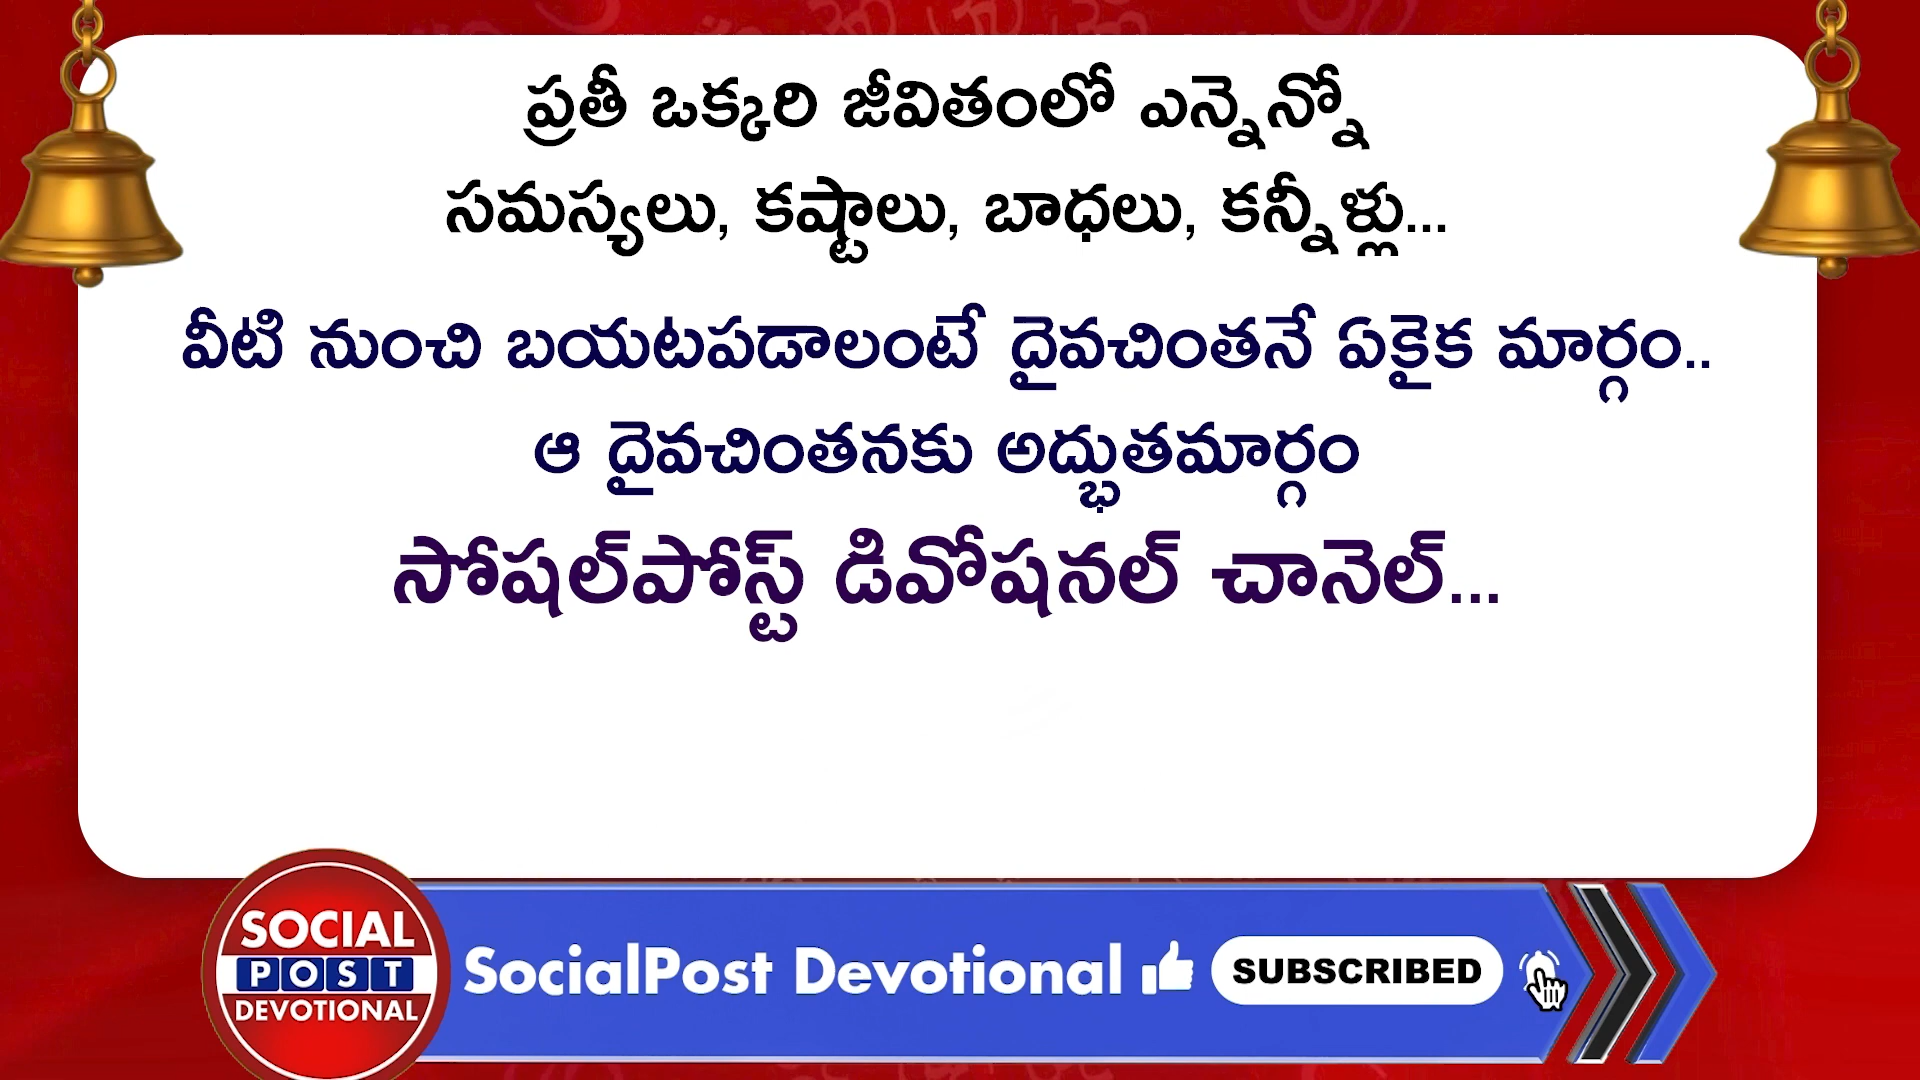 ప్రతీ ఒక్కరి జీవితంలో ఎన్నెన్నో
సమస్యలు, కష్టాలు, బాధలు, కన్నీళ్లు...
వీటి నుంచి బయటపడాలంటే దైవచింతనే ఏకైక మార్గం..
ఆ దైవచింతనకు అద్భుతమార్గం
సోషల్‌పోస్ట్ డివోషనల్ చానెల్...
SOCIAL
POST
DEVOTIONAL
SocialPost Devotional
SUBSCRIBED